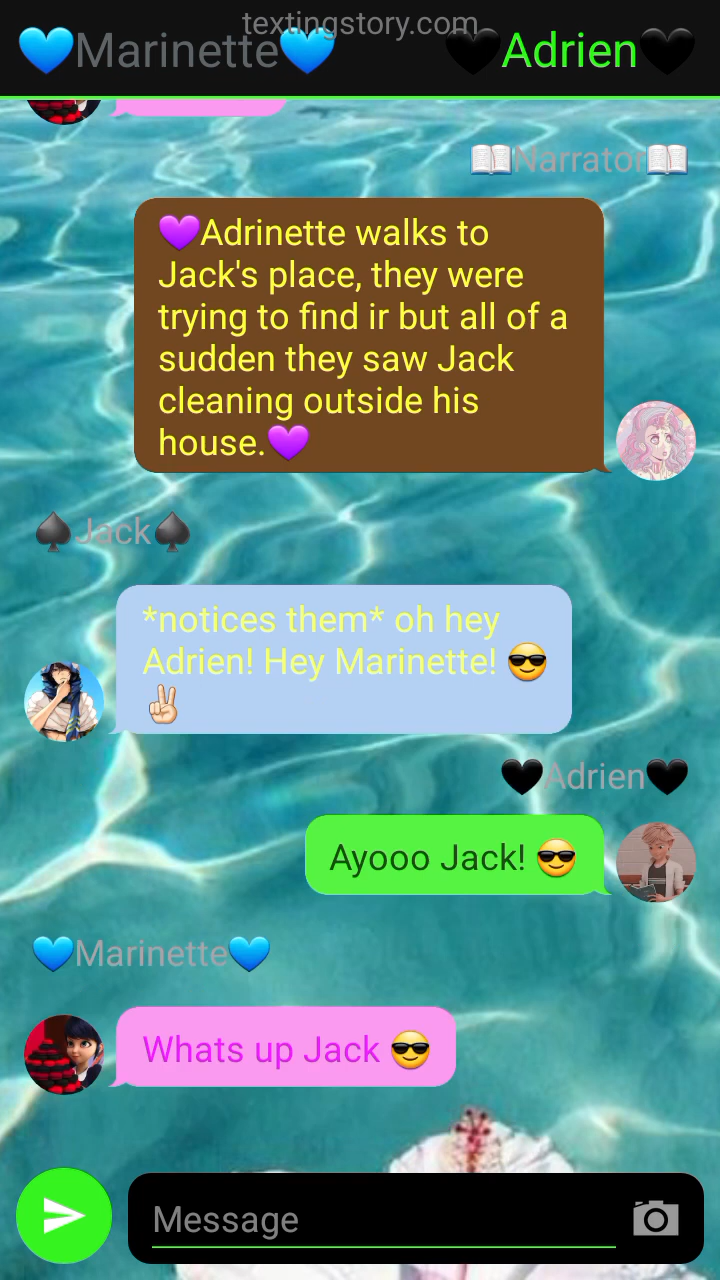 textingstory.com
💙Marinette💙 🖤Adrien🖤
📖Narrator📖
💜Adrinette walks to
Jack's place, they were
trying to find ir but all of a
sudden they saw Jack
cleaning outside his
house.💜
♠️Jack♠️
*notices them* oh hey
Adrien! Hey Marinette! 😎
✌🏻
🖤Adrien🖤
Ayooo Jack! 😎
💙Marinette💙
Whats up Jack 😎
Message